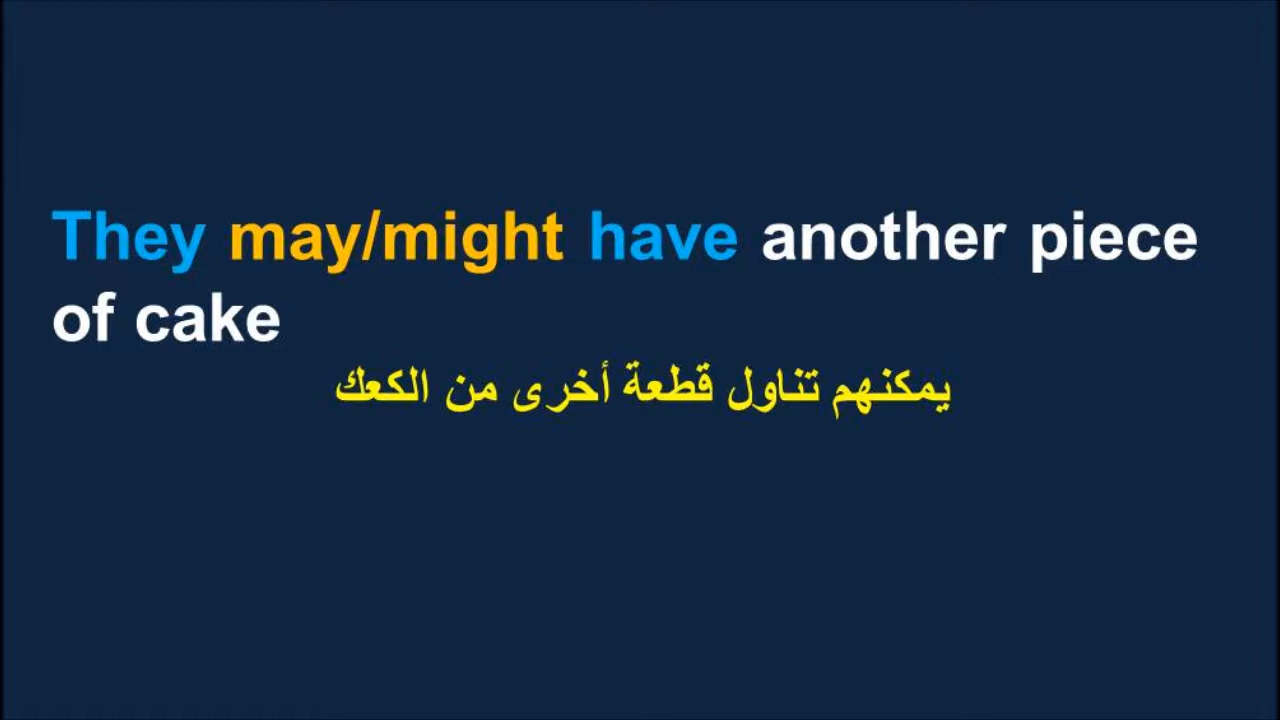 They may/might have another piece
of cake
يمكنهم تناول قطعة أخرى من الكعك